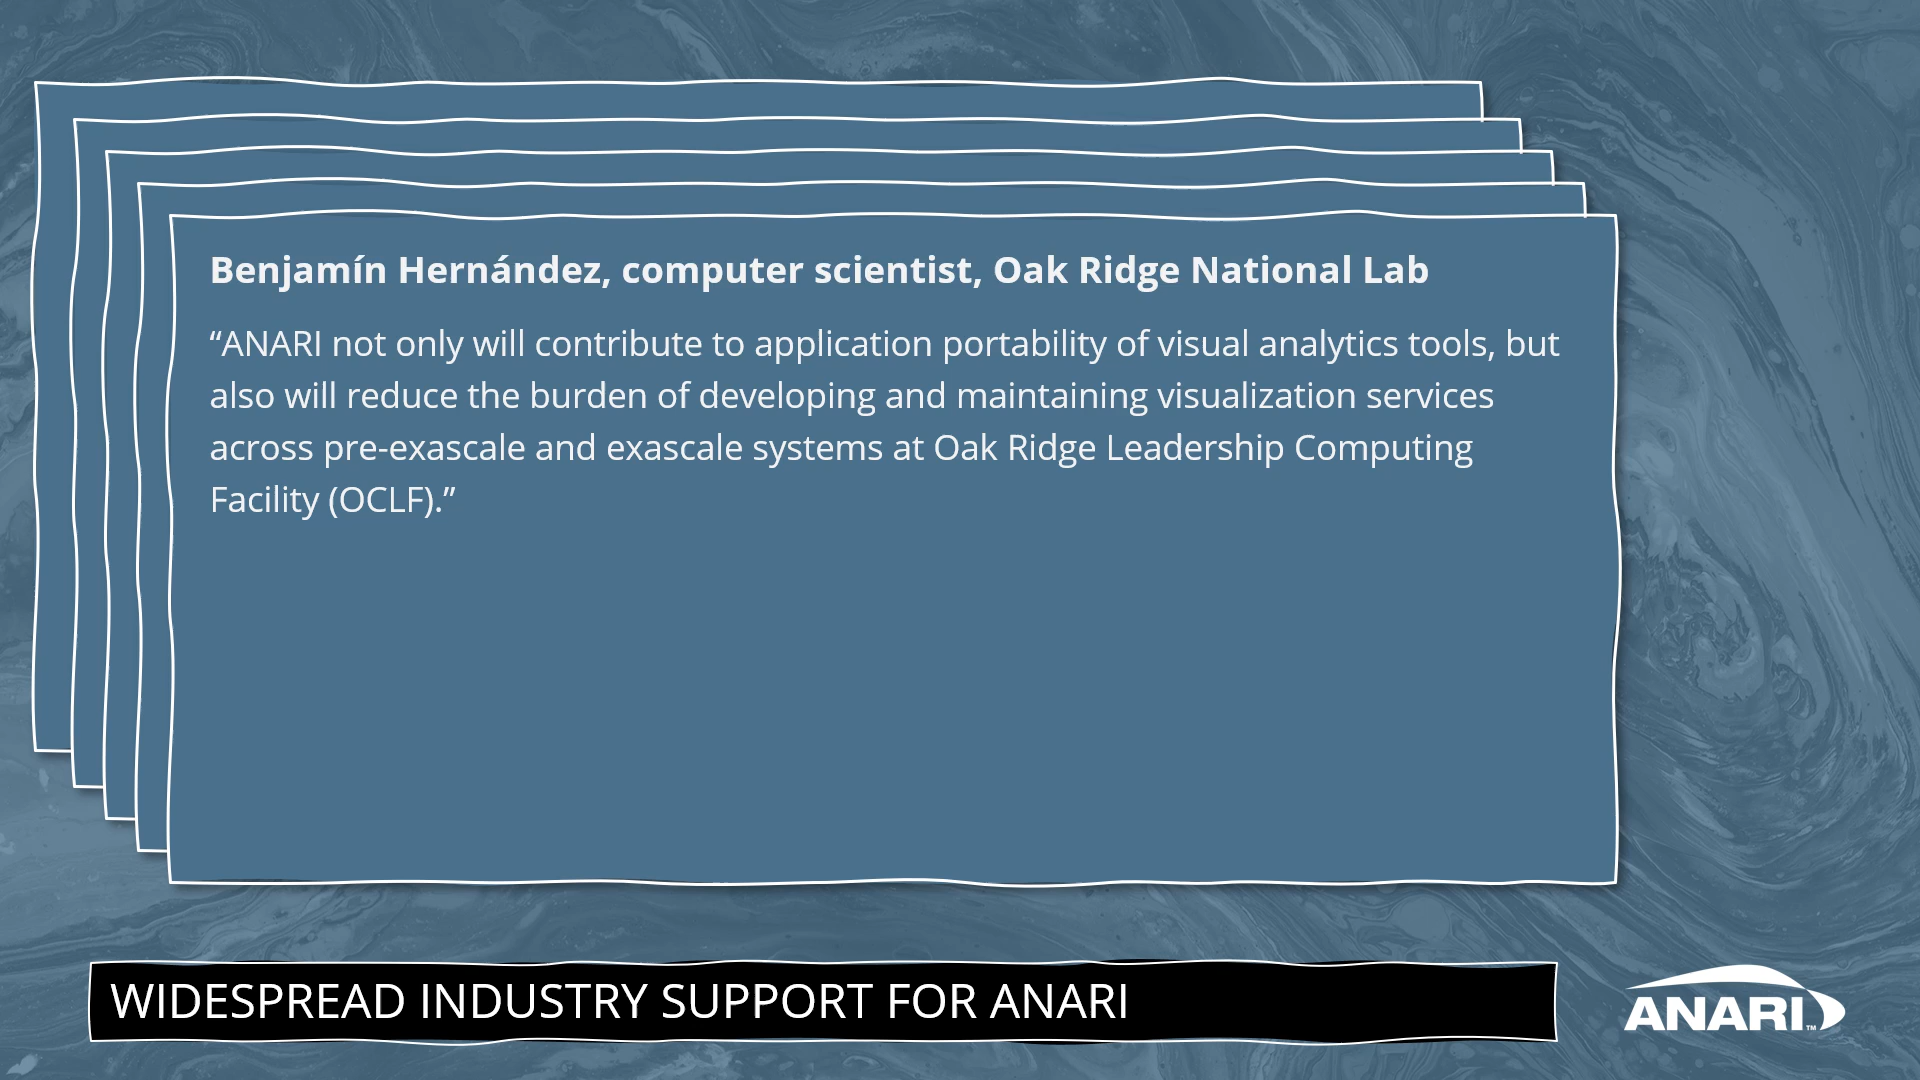 Benjamín Hernández, computer scientist, Oak Ridge National Lab
“ANARI not only will contribute to application portability of visual analytics tools, but
also will reduce the burden of developing and maintaining visualization services
across pre-exascale and exascale systems at Oak Ridge Leadership Computing
Facility (OCLF).”
WIDESPREAD INDUSTRY SUPPORT FOR ANARI
ANARI™